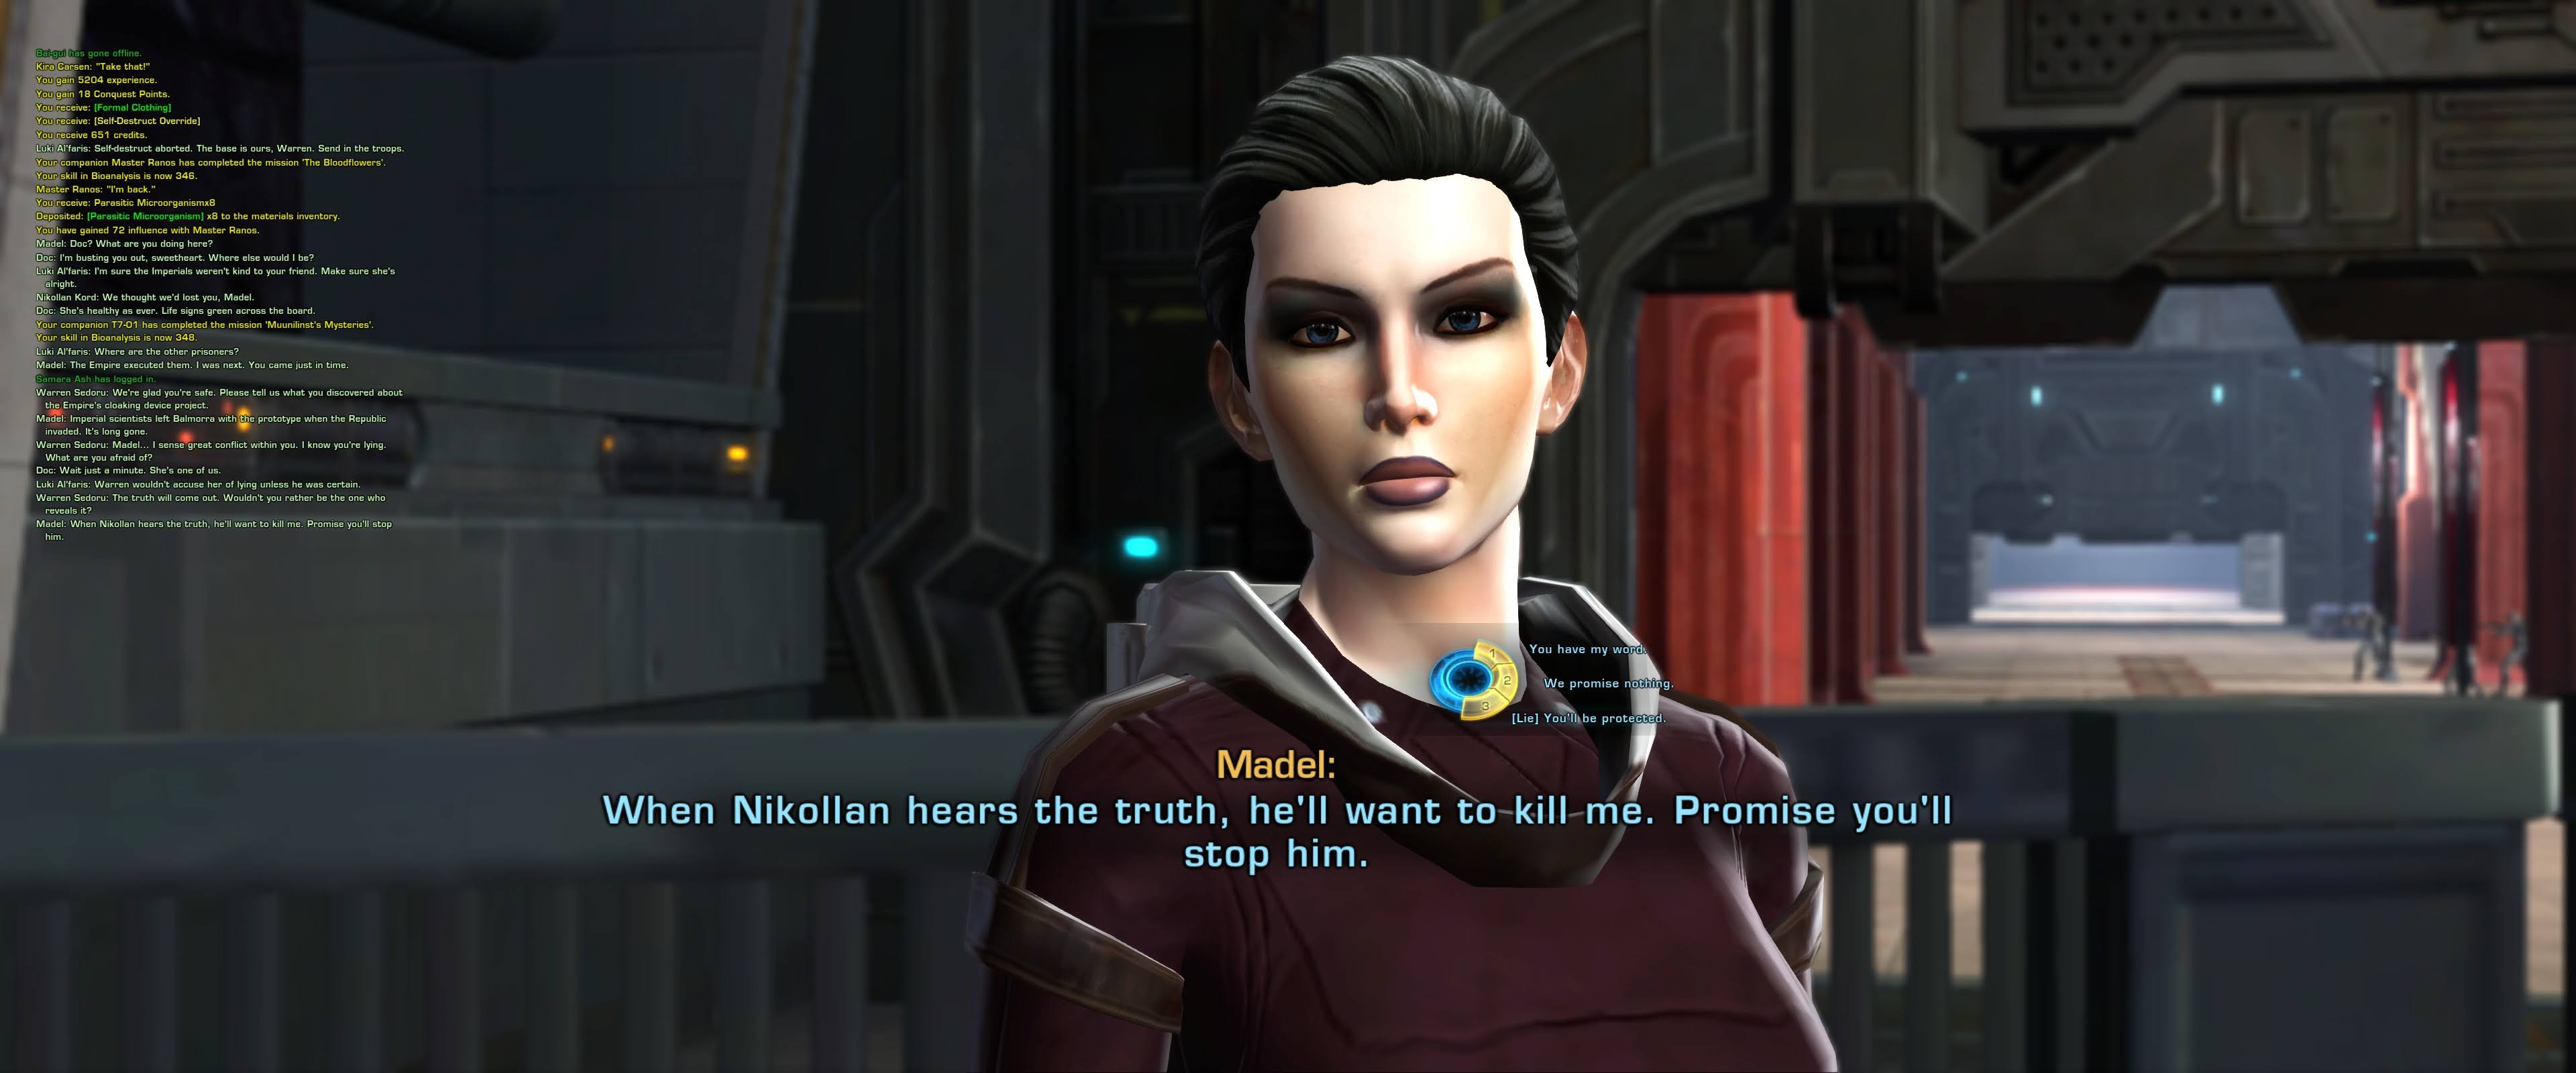 Bai-gui has gone offline.
Kira Carsen: "Take that!"
You gain 5204 experience.
You gain 18 Conquest Points.
You receive: [Formal Clothing]
You receive: [Self-Destruct Override]
You receive 651 credits.
Luki Al'faris: Self-destruct aborted. The base is ours, Warren. Send in the troops.
Your companion Master Ranos has completed the mission 'The Bloodflowers'.
Your skill in Bioanalysis is now 346.
Master Ranos: "I'm back."
You receive: Parasitic Microorganismx8
Deposited: [Parasitic Microorganism] x8 to the materials inventory.
You have gained 72 influence with Master Ranos.
Madel: Doc? What are you doing here?
Doc: I'm busting you out, sweetheart. Where else would I be?
Luki Al'faris: I'm sure the Imperials weren't kind to your friend. Make sure she's
alright.
Nikollan Kord: We thought we'd lost you, Madel.
Doc: She's healthy as ever. Life signs green across the board.
Your companion T7-01 has completed the mission 'Muunilinst's Mysteries'.
Your skill in Bioanalysis is now 348.
Luki Al'faris: Where are the other prisoners?
Madel: The Empire executed them. I was next. You came just in time.
Samara Ash has logged in.
Warren Sedoru: We're glad you're safe. Please tell us what you discovered about
the Empire's cloaking device project.
Madel: Imperial scientists left Balmorra with the prototype when the Republic
invaded. It's long gone.
Warren Sedoru: Madel... I sense great conflict within you. I know you're lying.
What are you afraid of?
Doc: Wait just a minute. She's one of us.
Luki Al'faris: Warren wouldn't accuse her of lying unless he was certain.
Warren Sedoru: The truth will come out. Wouldn't you rather be the one who
reveals it?
Madel: When Nikollan hears the truth, he'll want to kill me. Promise you'll stop
him.
1 You have my word.
2 We promise nothing.
3 [Lie] You'll be protected.
Madel:
When Nikollan hears the truth, he'll want to kill me. Promise you'll
stop him.